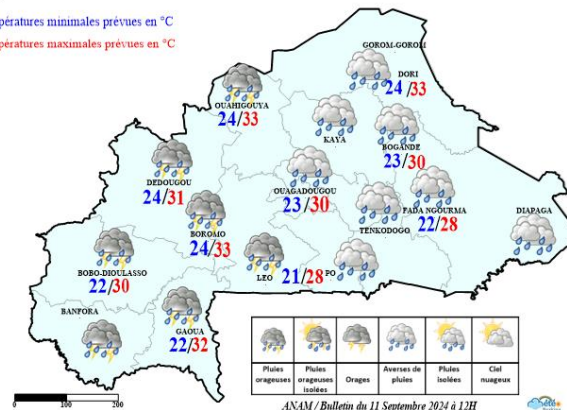 pératures minimales prévues en °C
pératures maximales prévues en °C
GOROM-GOROM
DORI
24/33
OUAHIGOUYA
24/33
KAYA
BOGANDE
23/30
DEDOUGOU
24/31
OUAGADOUGOU
23/30
FADA NGOURMA
22/28
TENKODOGO
DIAPAGA
BOROMO
24/33
BOBO-DIOULASSO
22/30
LEO
21/28
PO
BANFORA
GAOUA
22/32
Pluies orageuses
Pluies orageuses isolées
Orages
Averses de pluies
Pluies isolées
Ciel nuageux
0 100 200
ANAM / Bulletin du 11 Septembre 2024 à 12H